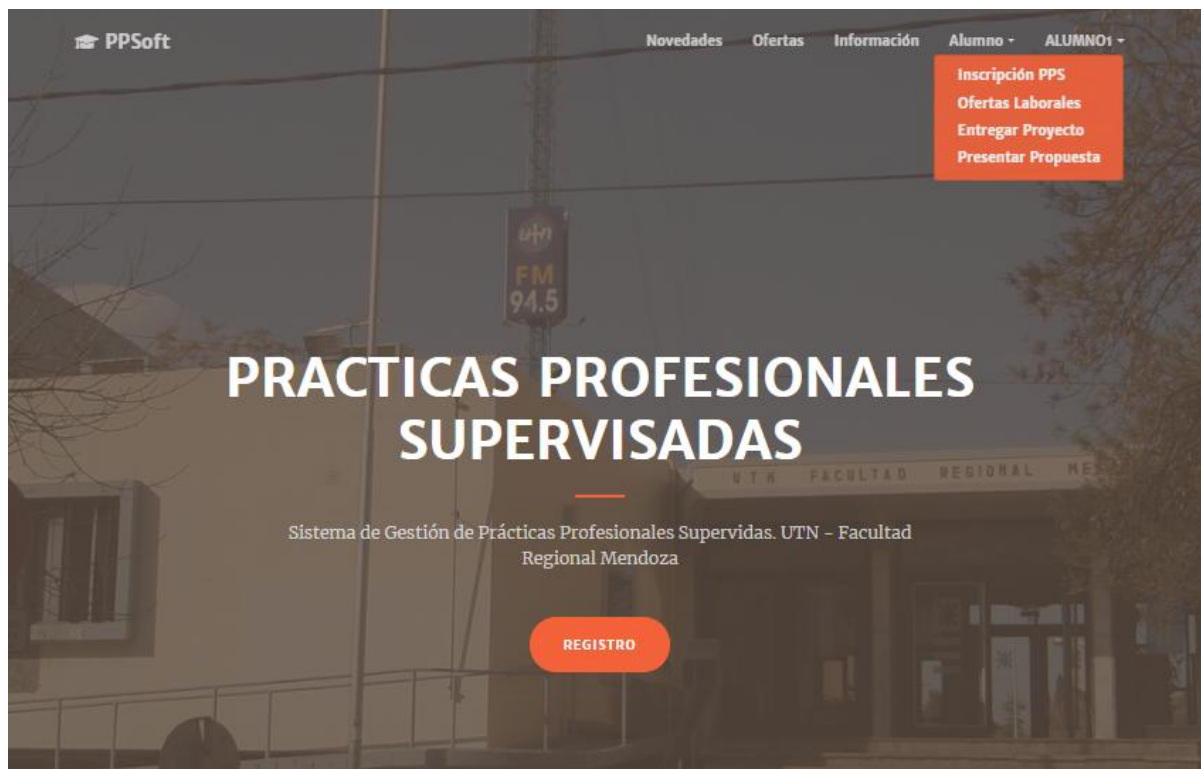 PPSoft
Novedades
Ofertas
Información
Alumno
ALUMNO1
Inscripción PPS
Ofertas Laborales
Entregar Proyecto
Presentar Propuesta
utn
FM
94.5
PRACTICAS PROFESIONALES
SUPERVISADAS
UTN FACULTAD REGIONAL ME
Sistema de Gestión de Prácticas Profesionales Supervidas. UTN – Facultad
Regional Mendoza
REGISTRO